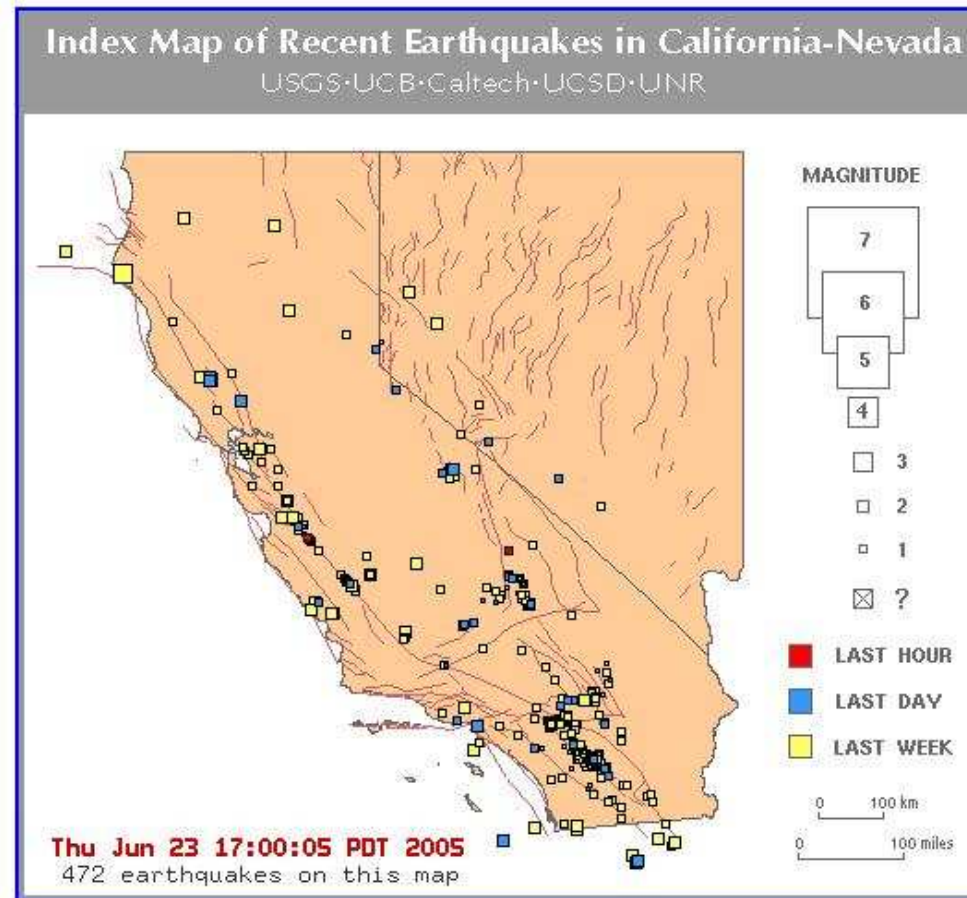 Index Map of Recent Earthquakes in California-Nevada
USGS·UCB·Caltech·UCSD·UNR
MAGNITUDE
7
6
5
4
3
2
1
?
LAST HOUR
LAST DAY
LAST WEEK
0 100 km
0 100 miles
Thu Jun 23 17:00:05 PDT 2005
472 earthquakes on this map